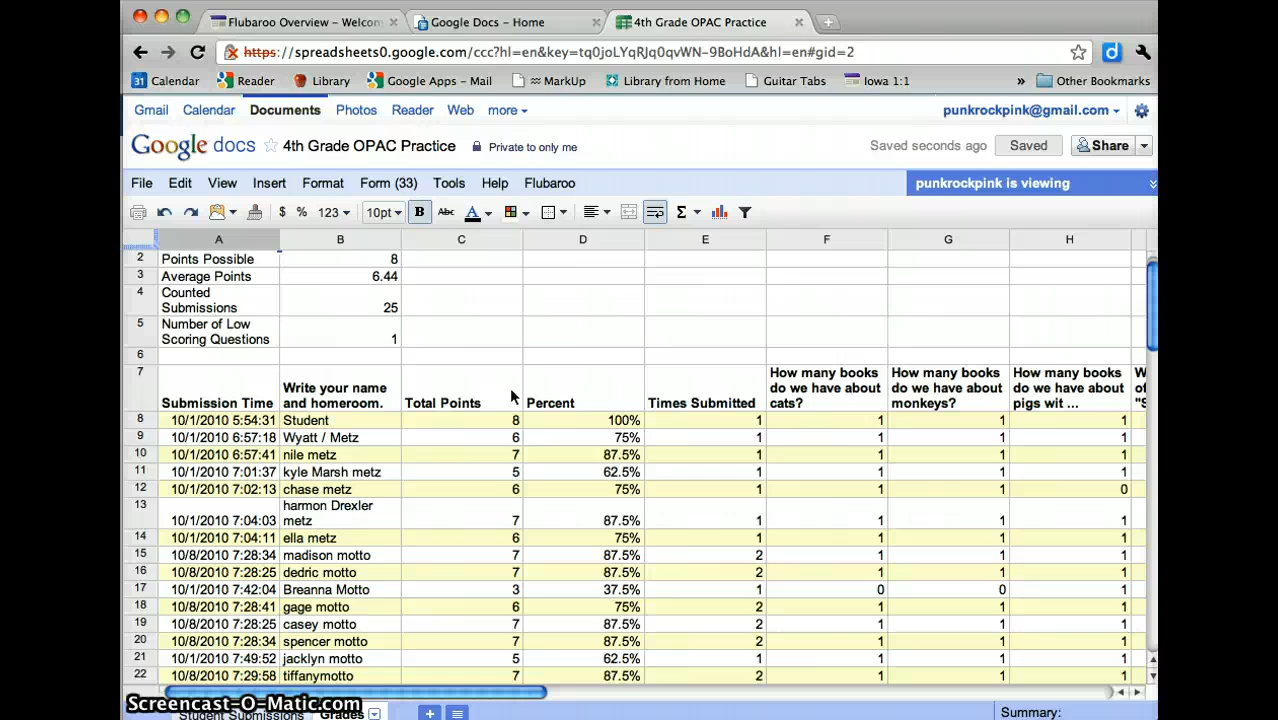 Flubaroo Overview – Welcom
Google Docs - Home
4th Grade OPAC Practice
https://spreadsheets0.google.com/ccc?hl=en&key=tq0joLYqRJq0qvWN-9BoHdA&hl=en#gid=2
Calendar Reader Library Google Apps – Mail ≈≈ MarkUp Library from Home Guitar Tabs Iowa 1:1 » Other Bookmarks
Gmail Calendar Documents Photos Reader Web more punkrockpink@gmail.com
Google docs 4th Grade OPAC Practice Private to only me Saved seconds ago Saved Share
File Edit View Insert Format Form (33) Tools Help Flubaroo punkrockpink is viewing
$ % 123 10pt B Abc A Σ
A B C D E F G H
2 Points Possible 8
3 Average Points 6.44
4 Counted
Submissions 25
5 Number of Low
Scoring Questions 1
6
7 Submission Time
Write your name
and homeroom.
Total Points
Percent
Times Submitted
How many books
do we have about
cats?
How many books
do we have about
monkeys?
How many books
do we have about
pigs wit ...
8 10/1/2010 5:54:31 Student 8 100% 1 1 1 1
9 10/1/2010 6:57:18 Wyatt / Metz 6 75% 1 1 1 1
10 10/1/2010 6:57:41 nile metz 7 87.5% 1 1 1 1
11 10/1/2010 7:01:37 kyle Marsh metz 5 62.5% 1 1 1 1
12 10/1/2010 7:02:13 chase metz 6 75% 1 1 1 0
13 harmon Drexler
10/1/2010 7:04:03 metz 7 87.5% 1 1 1 1
14 10/1/2010 7:04:11 ella metz 6 75% 1 1 1 1
15 10/8/2010 7:28:34 madison motto 7 87.5% 2 1 1 1
16 10/8/2010 7:28:25 dedric motto 7 87.5% 2 1 1 1
17 10/1/2010 7:42:04 Breanna Motto 3 37.5% 1 0 0 1
18 10/8/2010 7:28:41 gage motto 6 75% 2 1 1 1
19 10/8/2010 7:28:25 casey motto 7 87.5% 2 1 1 1
20 10/8/2010 7:28:34 spencer motto 7 87.5% 2 1 1 1
21 10/1/2010 7:49:52 jacklyn motto 5 62.5% 1 1 1 1
22 10/8/2010 7:29:58 tiffanymotto 7 87.5% 2 1 1 1
Screencast-O-Matic.com
Student Submissions Grades Summary: